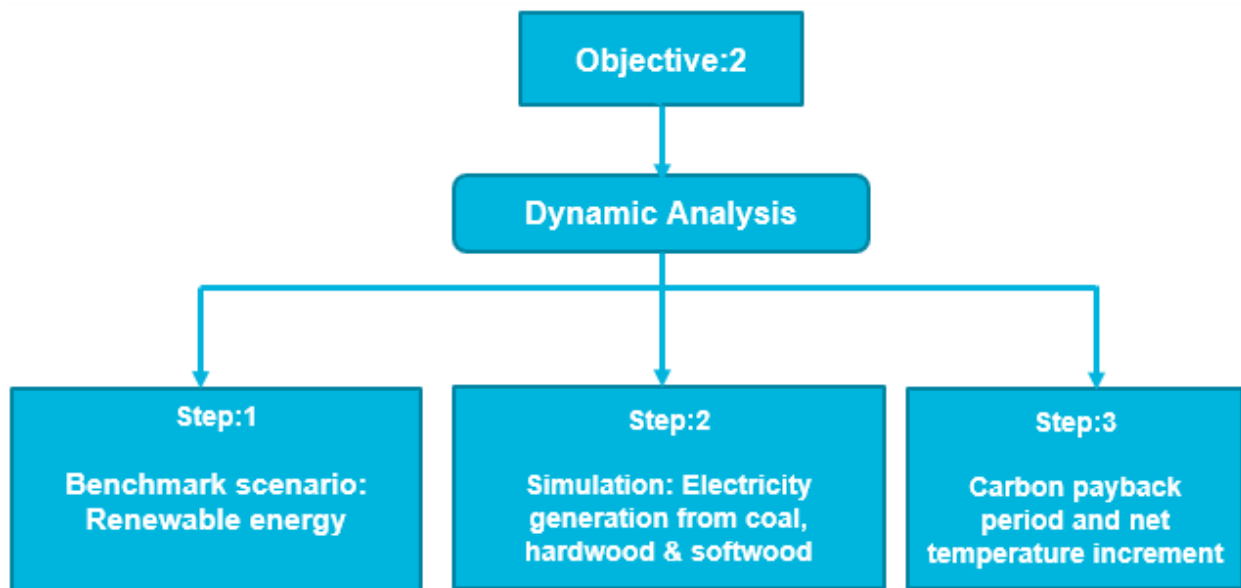 Objective:2
Dynamic Analysis
Step:1
Benchmark scenario:
Renewable energy
Step:2
Simulation: Electricity
generation from coal,
hardwood & softwood
Step:3
Carbon payback
period and net
temperature increment